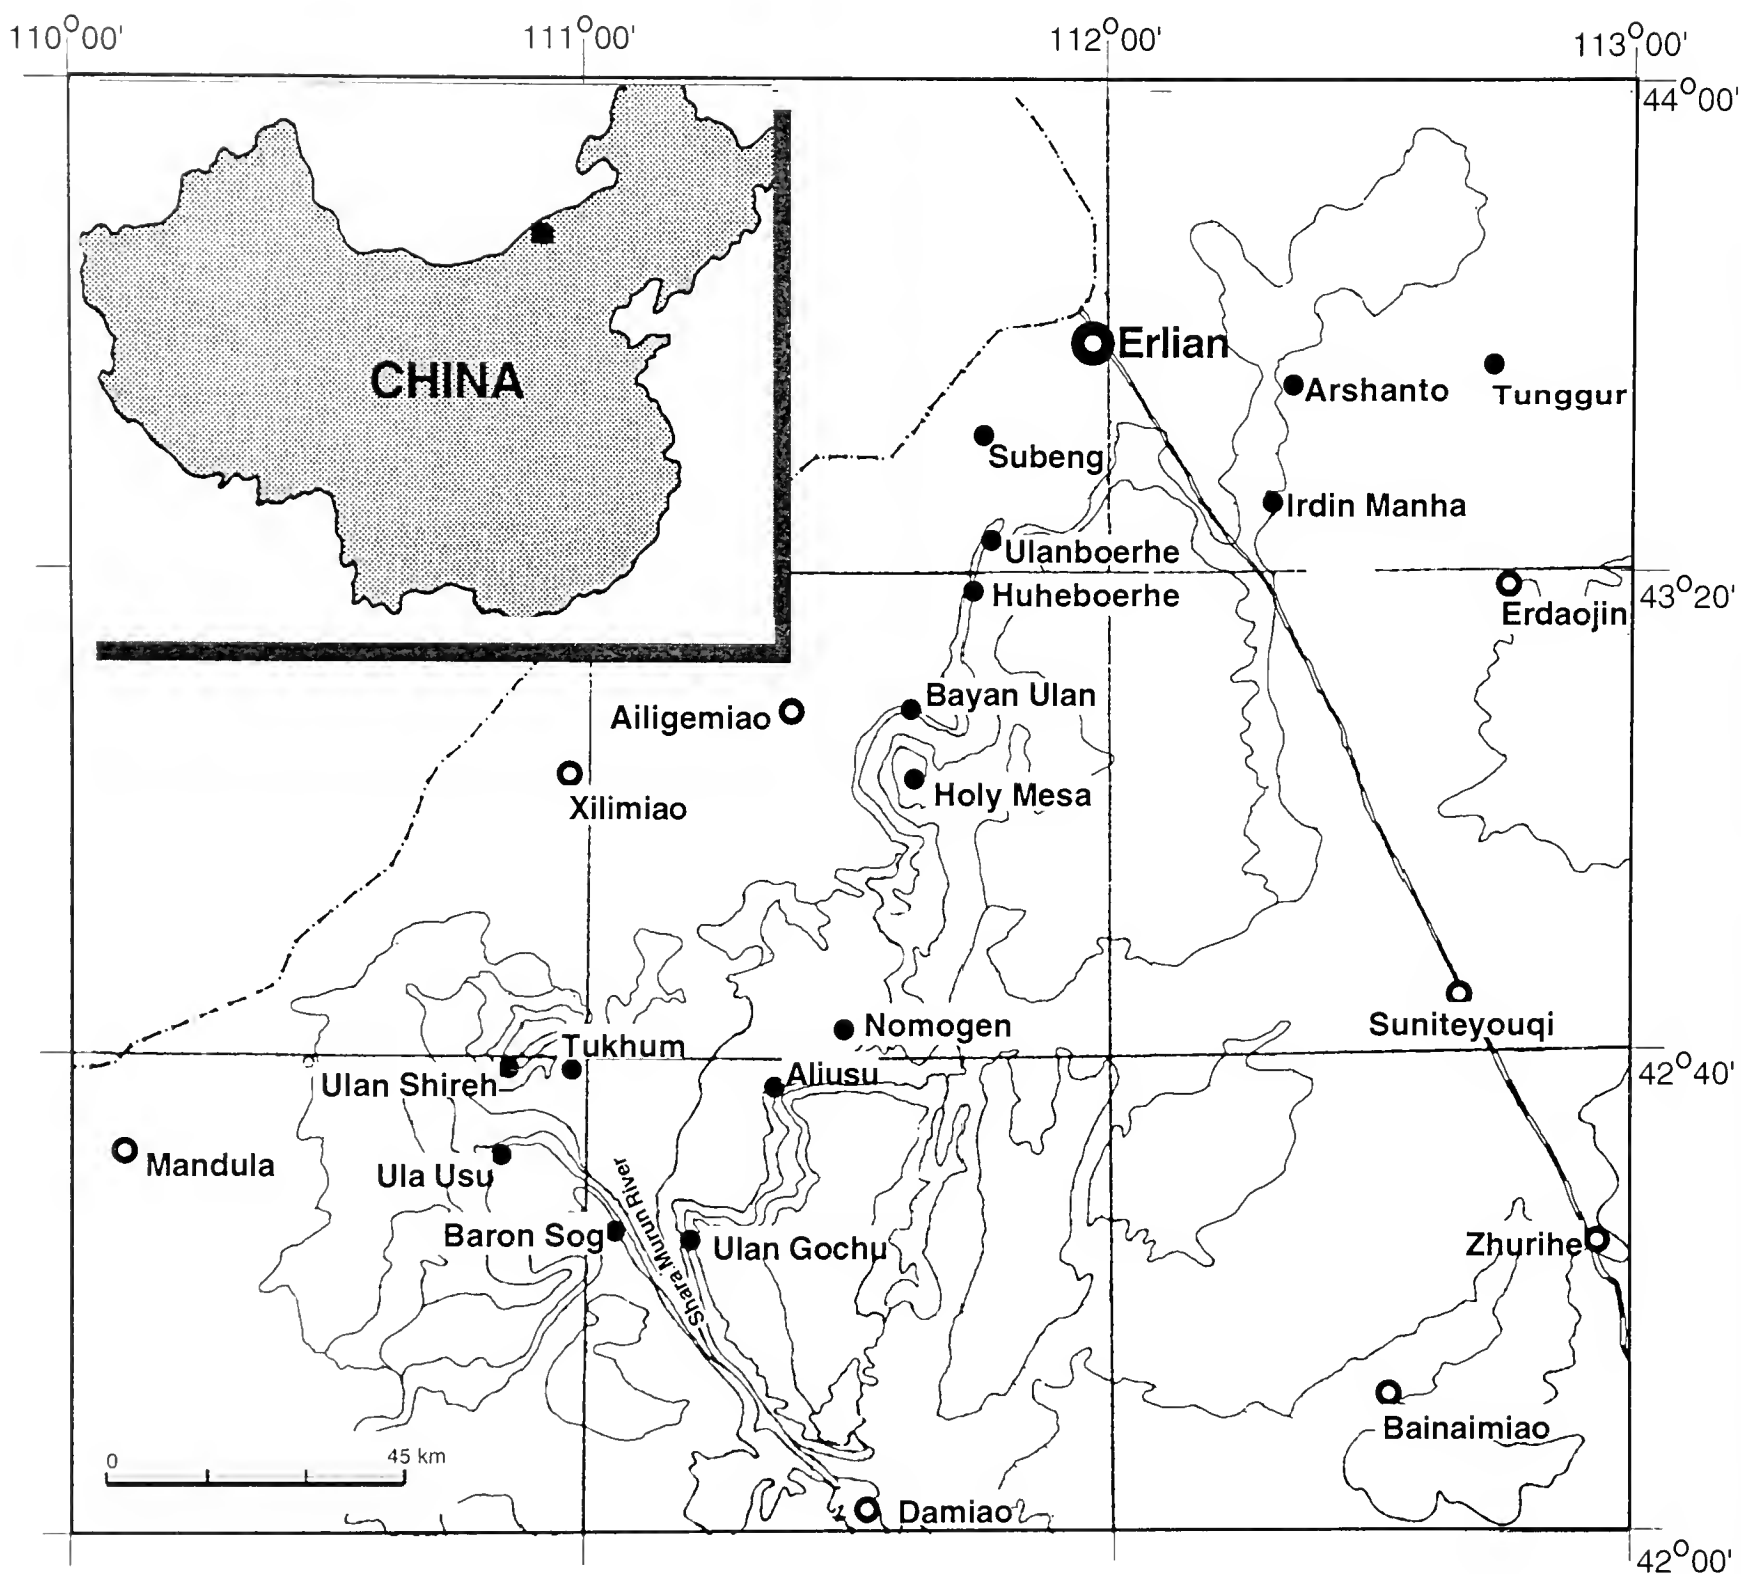 110°00'
111°00'
112°00'
113°00'
44°00'
CHINA
Erlian
Arshanto
Tunggur
Subeng
Irdin Manha
Ulanboerhe
Huheboerhe
43°20'
Erdaojin
Bayan Ulan
Ailigemiao
Holy Mesa
Xilimiao
Nomogen
Suniteyouqi
Tukhum
Aliusu
Ulan Shireh
42°40'
Mandula
Ula Usu
Shara Murun River
Baron Sog
Ulan Gochu
Zhurihe
Bainaimiao
0
45 km
Damiao
42°00'